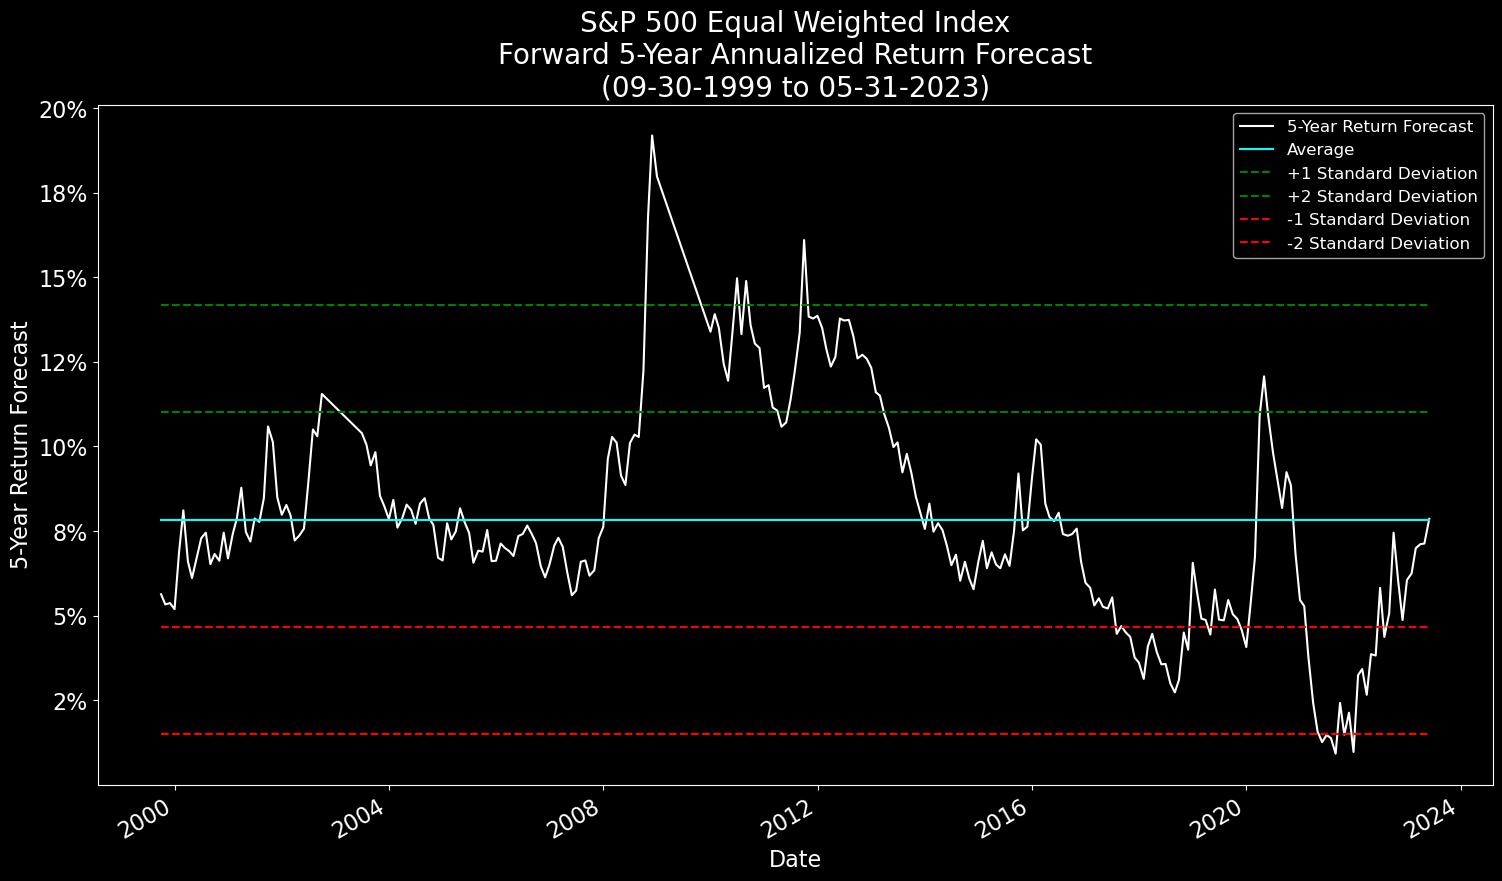 S&P 500 Equal Weighted Index
Forward 5-Year Annualized Return Forecast
(09-30-1999 to 05-31-2023)
5-Year Return Forecast
Average
+1 Standard Deviation
+2 Standard Deviation
-1 Standard Deviation
-2 Standard Deviation
20%
18%
15%
12%
10%
8%
5%
2%
5-Year Return Forecast
2000
2004
2008
2012
2016
2020
2024
Date